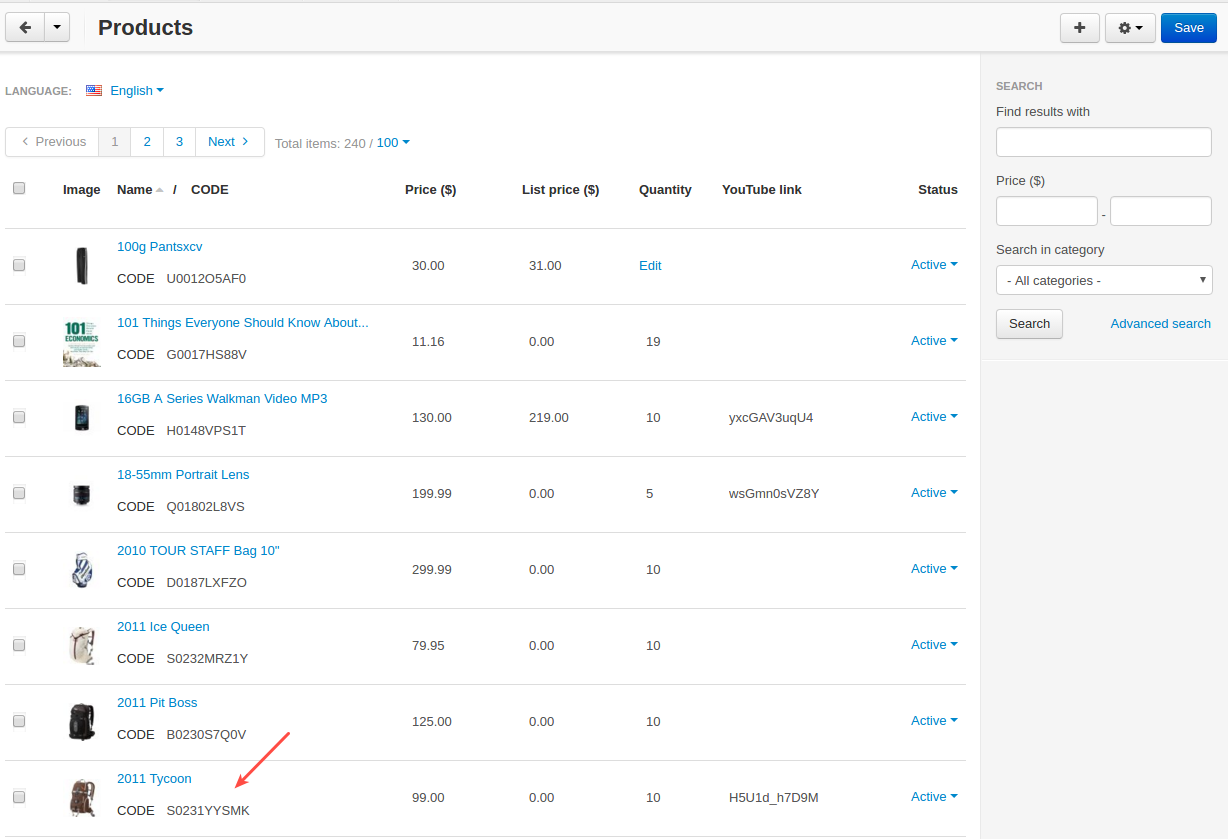 Products
Save
LANGUAGE: English
Previous 1 2 3 Next Total items: 240 / 100
Image Name / CODE Price ($) List price ($) Quantity YouTube link Status
100g Pantsxcv
CODE U0012O5AF0 30.00 31.00 Edit Active
101 ECONOMICS
101 Things Everyone Should Know About...
CODE G0017HS88V 11.16 0.00 19 Active
16GB A Series Walkman Video MP3
CODE H0148VPS1T 130.00 219.00 10 yxcGAV3uqU4 Active
18-55mm Portrait Lens
CODE Q01802L8VS 199.99 0.00 5 wsGmn0sVZ8Y Active
2010 TOUR STAFF Bag 10"
CODE D0187LXFZO 299.99 0.00 10 Active
2011 Ice Queen
CODE S0232MRZ1Y 79.95 0.00 10 Active
2011 Pit Boss
CODE B0230S7Q0V 125.00 0.00 10 Active
2011 Tycoon
CODE S0231YYSMK 99.00 0.00 10 H5U1d_h7D9M Active
SEARCH
Find results with
Price ($)
-
Search in category
- All categories -
Search Advanced search